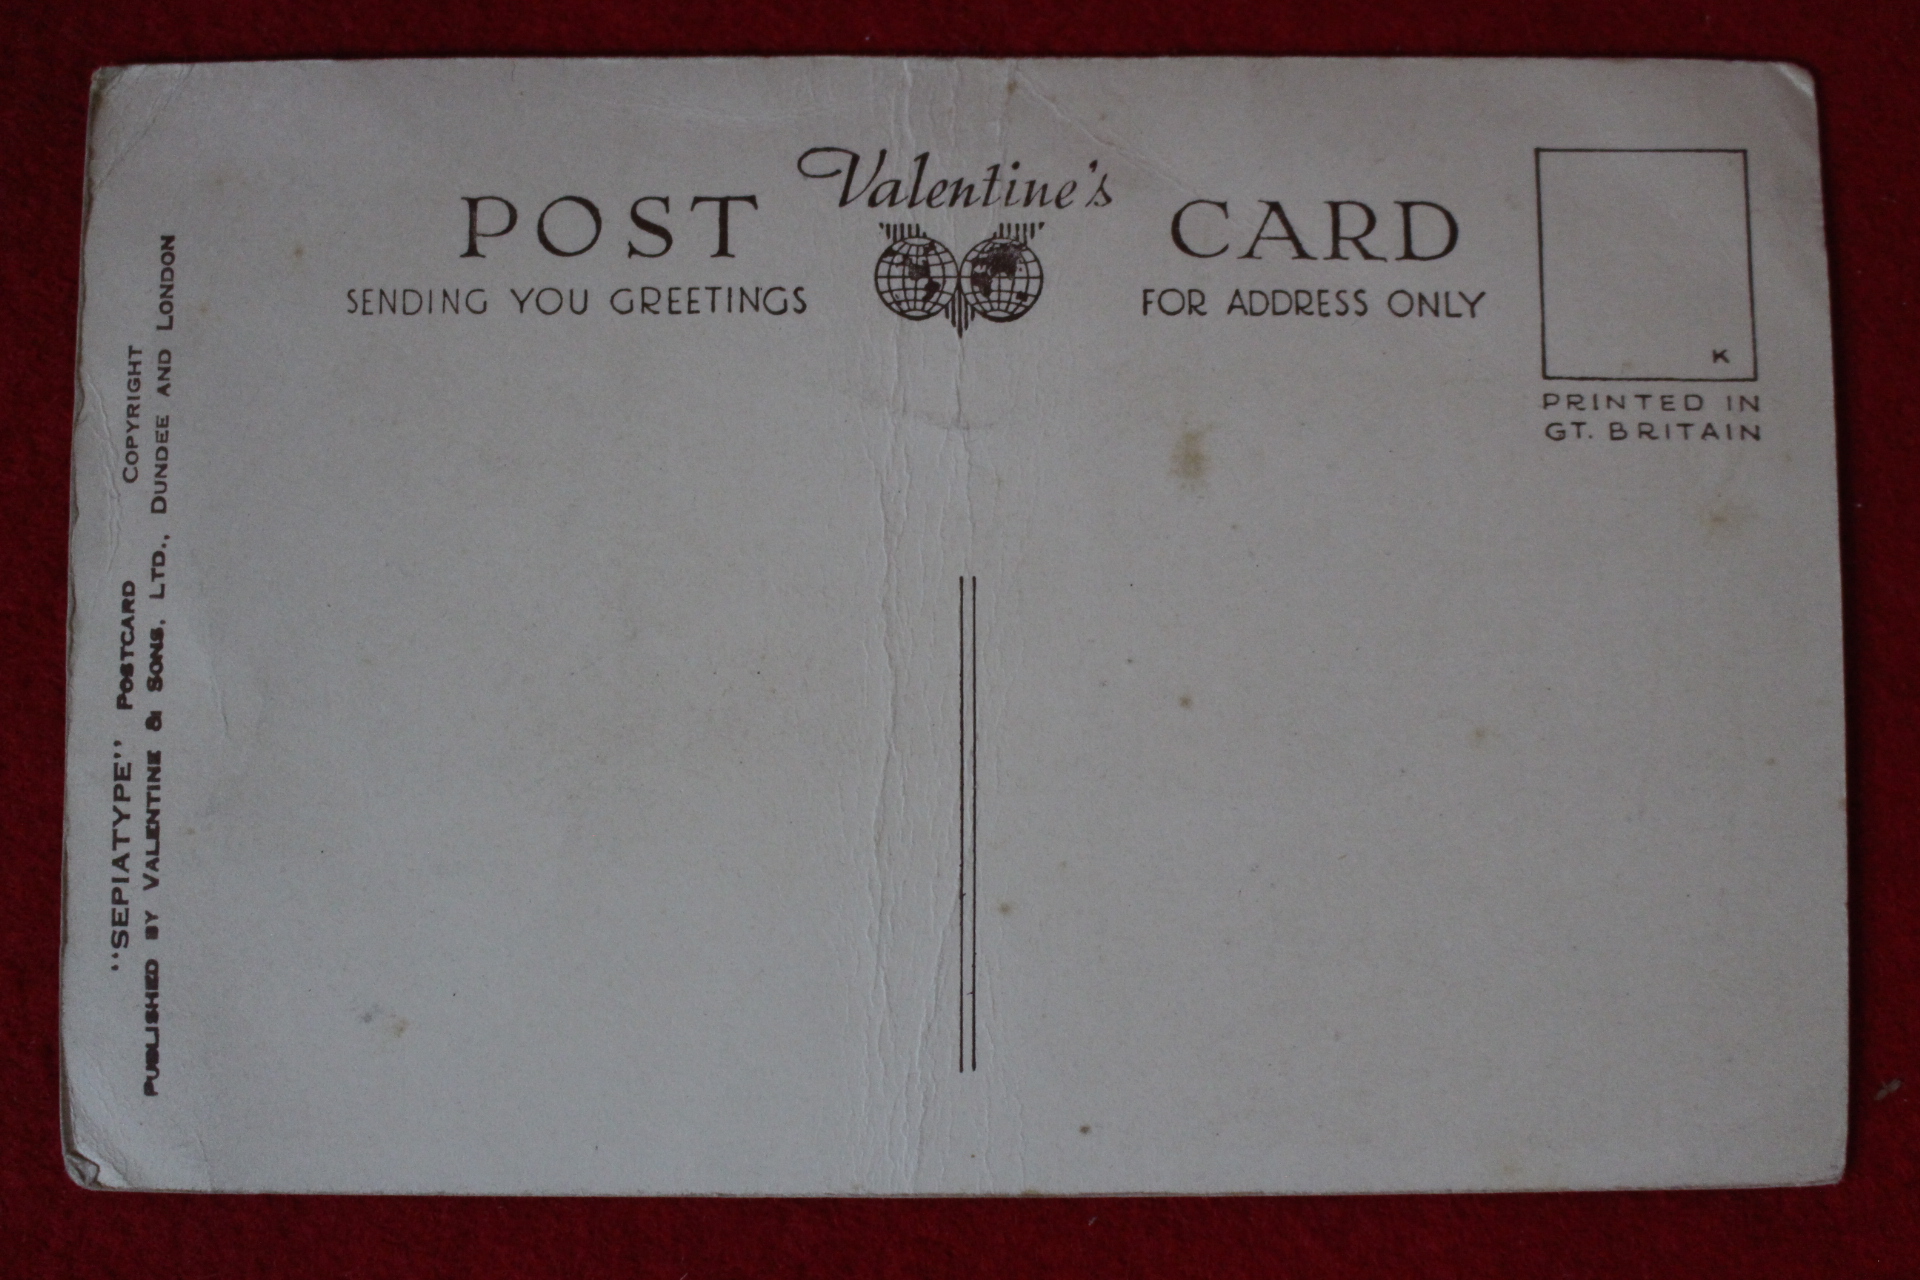 Valentine's
POST CARD
SENDING YOU GREETINGS
FOR ADDRESS ONLY
K
PRINTED IN
GT. BRITAIN
"SEPIATYPE" POSTCARD COPYRIGHT
PUBLISHED BY VALENTINE & SONS, LTD., DUNDEE AND LONDON